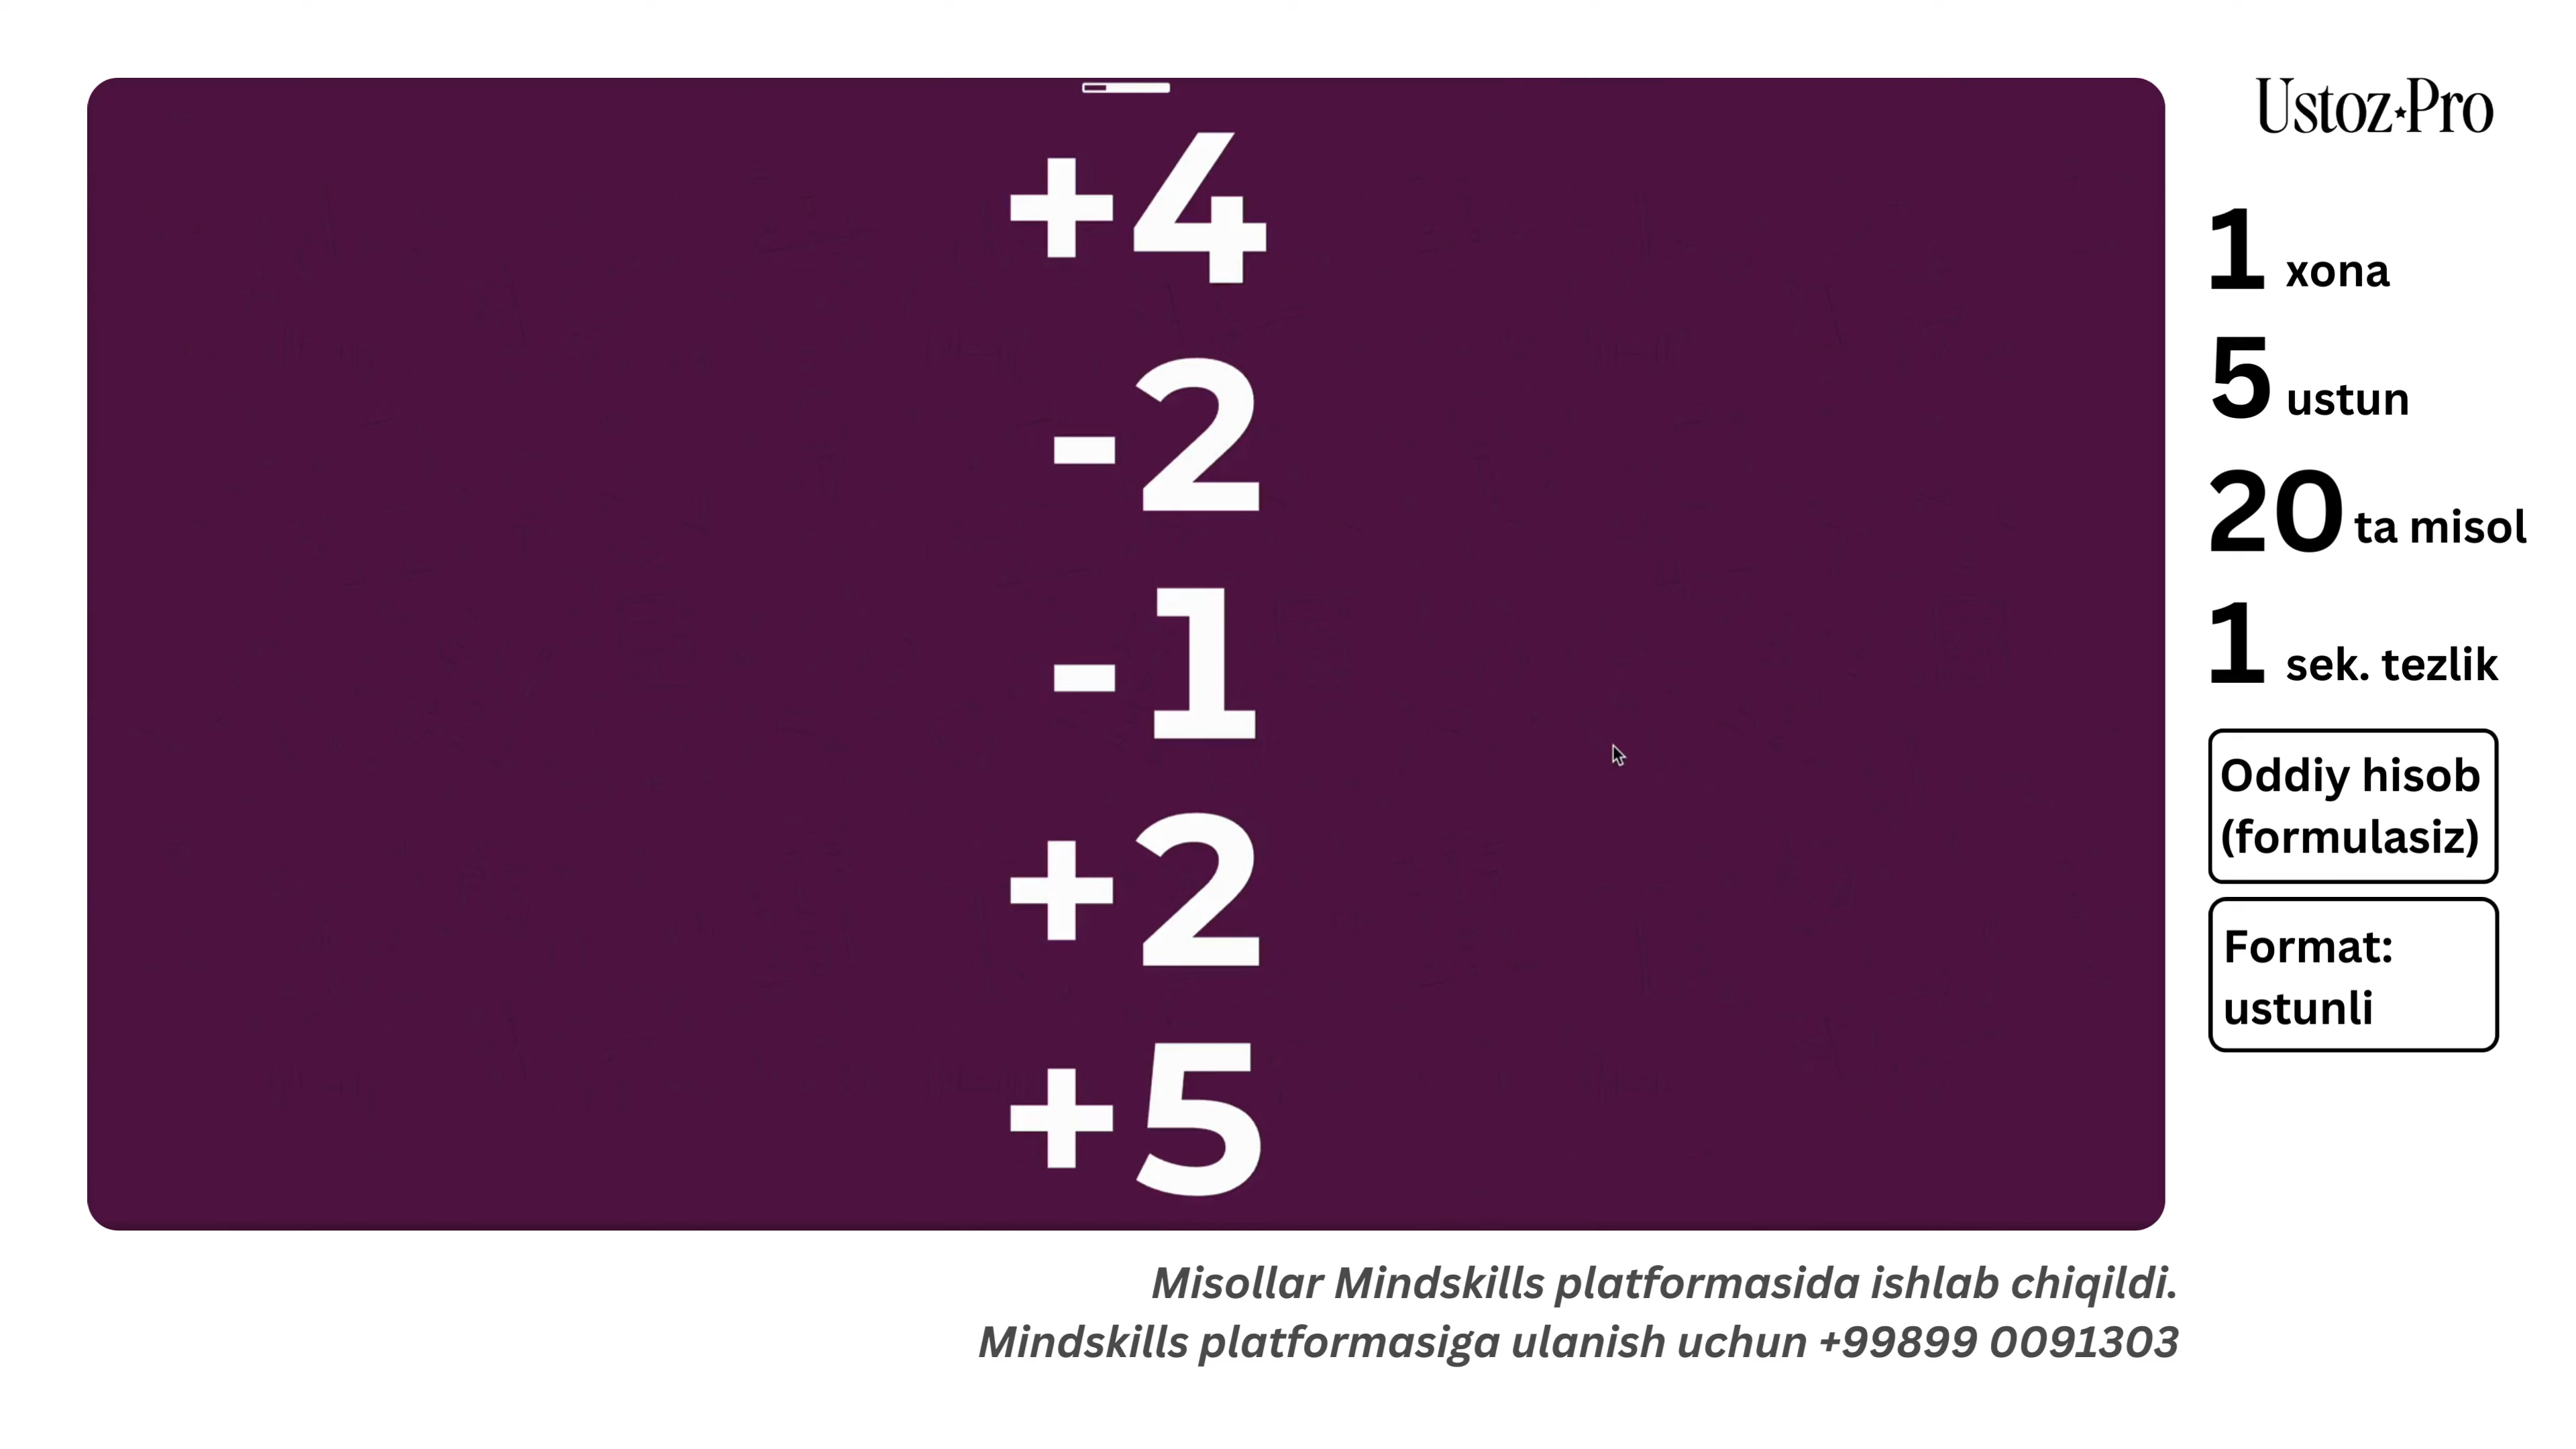 +4
-2
-1
+2
+5
Ustoz★Pro
1 xona
5 ustun
20 ta misol
1 sek. tezlik
Oddiy hisob
(formulasiz)
Format:
ustunli
Misollar Mindskills platformasida ishlab chiqildi.
Mindskills platformasiga ulanish uchun +99899 0091303